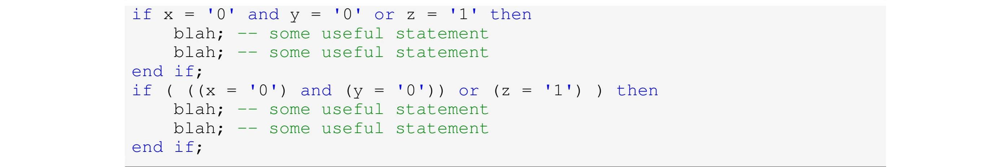 if x = '0' and y = '0' or z = '1' then
    blah; -- some useful statement
    blah; -- some useful statement
end if;
if ( ((x = '0') and (y = '0')) or (z = '1') ) then
    blah; -- some useful statement
    blah; -- some useful statement
end if;